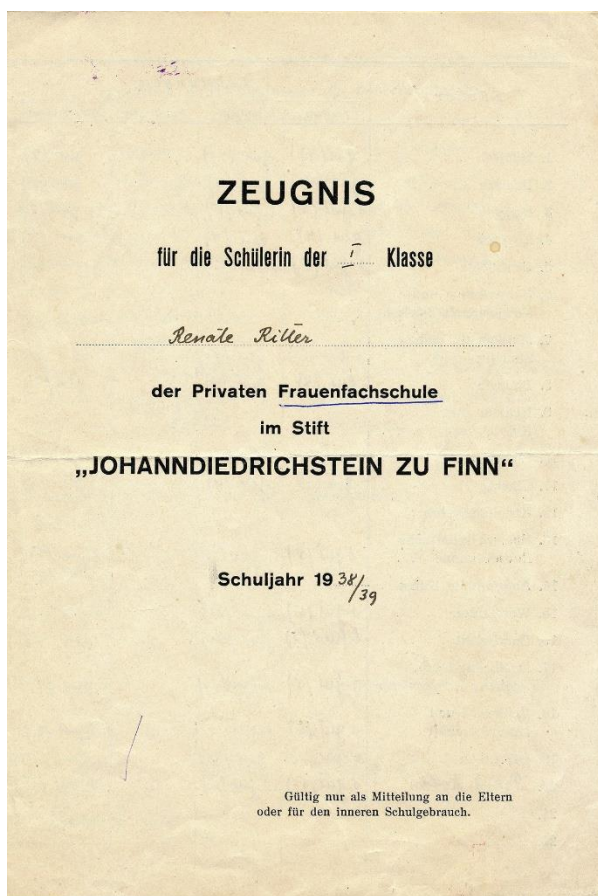 ZEUGNIS
für die Schülerin der I Klasse
Renate Ritter
der Privaten Frauenfachschule
im Stift
„JOHANNDIEDRICHSTEIN ZU FINN“
Schuljahr 1938/39
Gültig nur als Mitteilung an die Eltern
oder für den inneren Schulgebrauch.